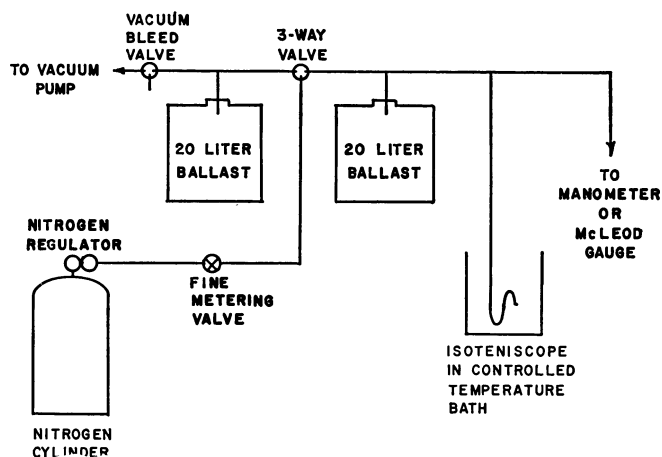 VACUUM
BLEED
VALVE
3-WAY
VALVE
TO VACUUM
PUMP
20 LITER
BALLAST
20 LITER
BALLAST
TO
MANOMETER
OR
McLEOD
GAUGE
NITROGEN
REGULATOR
FINE
METERING
VALVE
ISOTENISCOPE
IN CONTROLLED
TEMPERATURE
BATH
NITROGEN
CYLINDER